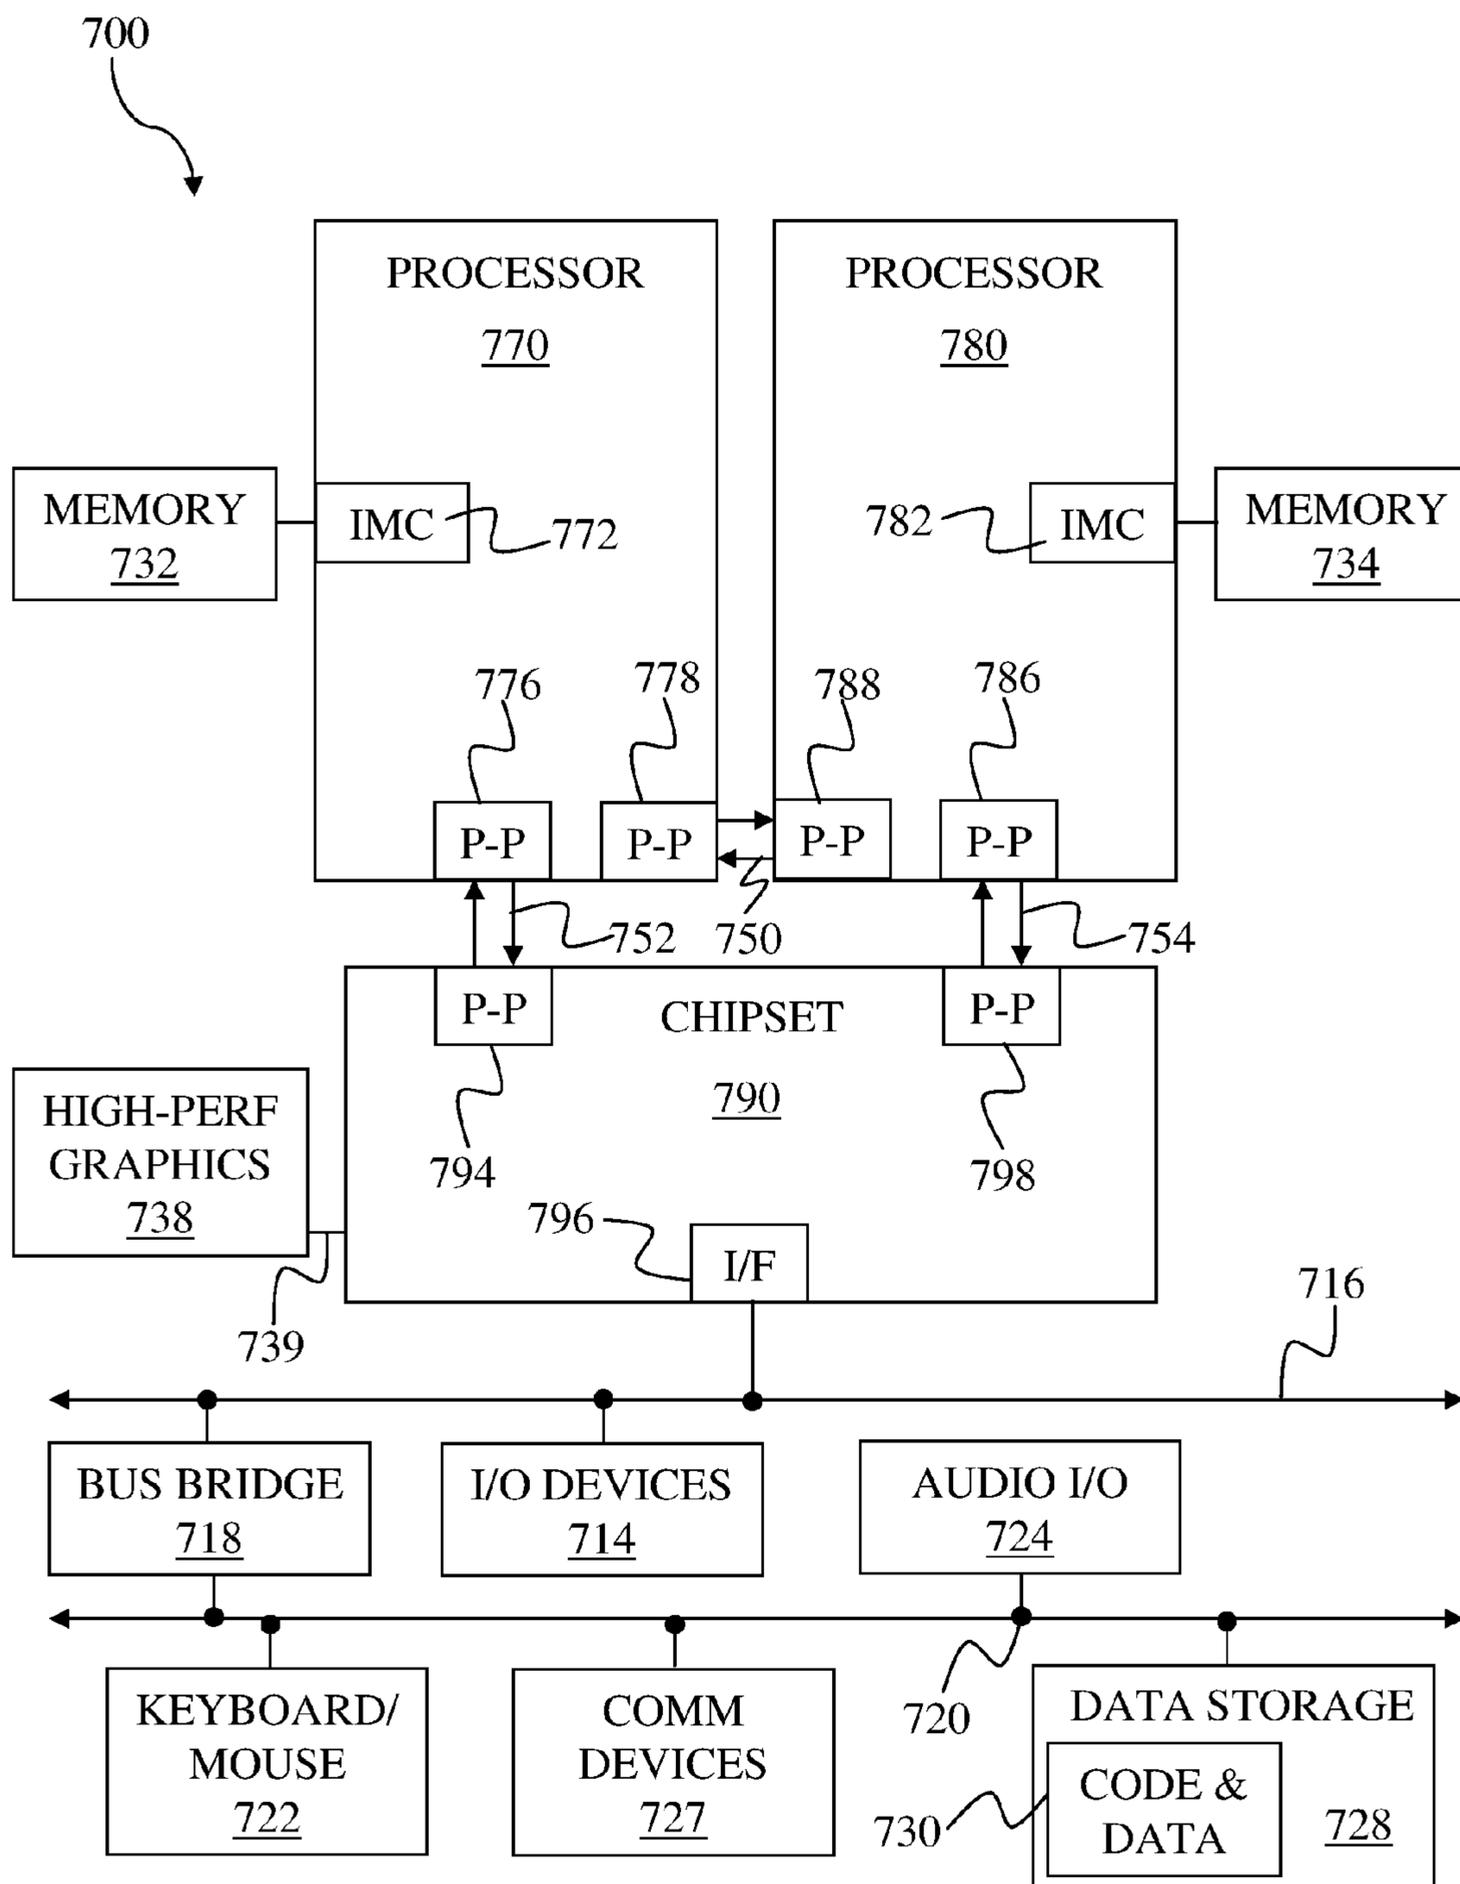 700
PROCESSOR
770
PROCESSOR
780
MEMORY
732
IMC
772
782
IMC
MEMORY
734
776
778
788
786
P-P
P-P
P-P
P-P
752
750
754
P-P
CHIPSET
P-P
790
HIGH-PERF
GRAPHICS
738
794
798
796
I/F
739
716
BUS BRIDGE
718
I/O DEVICES
714
AUDIO I/O
724
KEYBOARD/
MOUSE
722
COMM
DEVICES
727
720
DATA STORAGE
CODE &
DATA
730
728